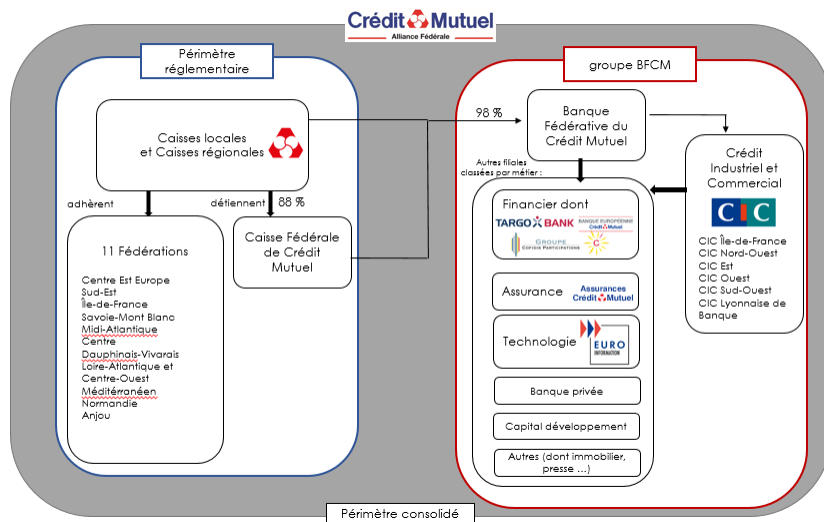 Crédit Mutuel
Alliance Fédérale
Périmètre
réglementaire
groupe BFCM
Caisses locales
et Caisses régionales
98 %
Banque
Fédérative du
Crédit Mutuel
adhèrent
détiennent
88 %
11 Fédérations
Centre Est Europe
Sud-Est
Île-de-France
Savoie-Mont Blanc
Midi-Atlantique
Centre
Dauphinais-Vivarais
Loire-Atlantique et
Centre-Ouest
Méditérranéen
Normandie
Anjou
Caisse Fédérale
de Crédit
Mutuel
Autres filiales
classées par métier :
Financier dont
TARGO BANK
BANQUE EUROPÉENNE
Crédit Mutuel
GROUPE
COFIDIS PARTICIPATIONS
C
Assurance
Assurances
Crédit Mutuel
Technologie
EURO
INFORMATION
Banque privée
Capital développement
Autres (dont immobilier,
presse ...)
Crédit
Industriel et
Commercial
CIC
CIC Île-de-France
CIC Nord-Ouest
CIC Est
CIC Ouest
CIC Sud-Ouest
CIC Lyonnaise de
Banque
Périmètre consolidé